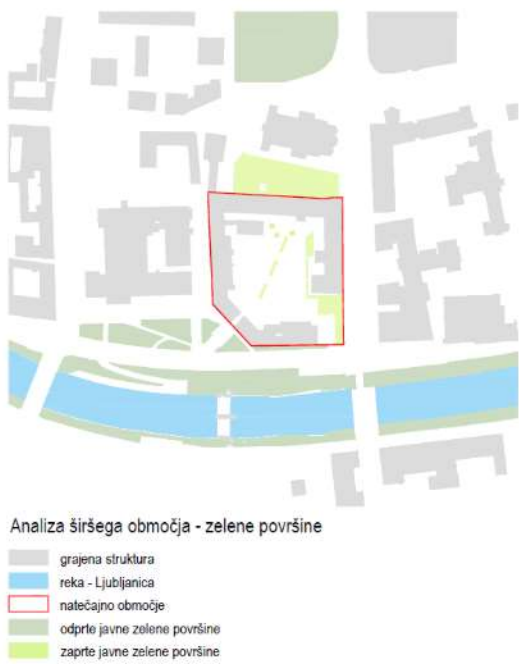 Analiza širšega območja - zelene površine
grajena struktura
reka - Ljubljanica
natečajno območje
odprte javne zelene površine
zaprte javne zelene površine